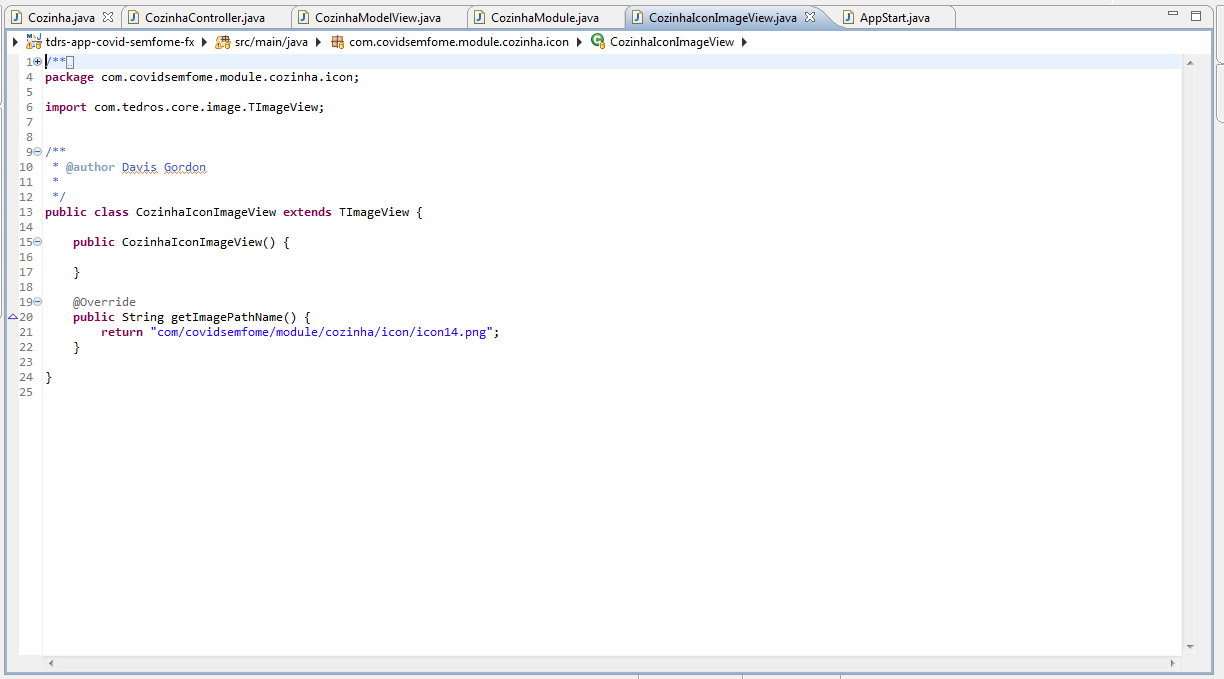 Cozinha.java CozinhaController.java CozinhaModelView.java CozinhaModule.java CozinhaIconImageView.java AppStart.java
tdrs-app-covid-semfome-fx src/main/java com.covidsemfome.module.cozinha.icon CozinhaIconImageView
1 /**
4 package com.covidsemfome.module.cozinha.icon;
5
6 import com.tedros.core.image.TImageView;
7
8
9 /**
10 * @author Davis Gordon
11 *
12 */
13 public class CozinhaIconImageView extends TImageView {
14
15 public CozinhaIconImageView() {
16
17 }
18
19 @Override
20 public String getImagePathName() {
21 return "com/covidsemfome/module/cozinha/icon/icon14.png";
22 }
23
24 }
25